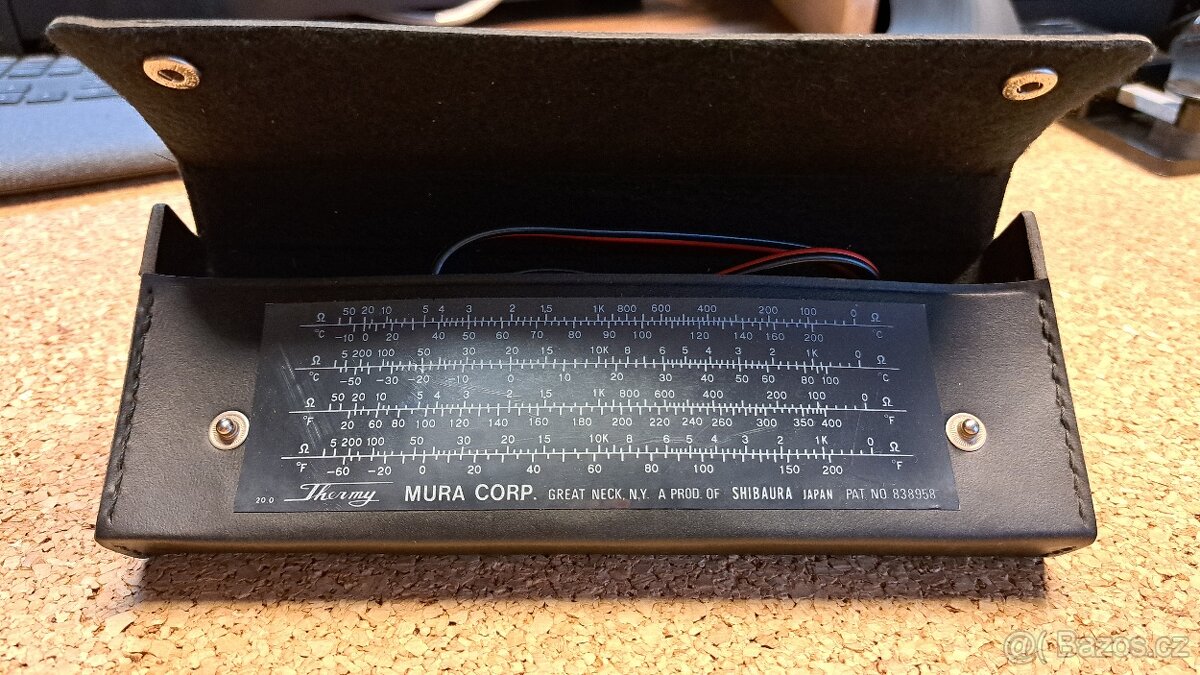 Ω 50 20 10 5 4 3 2 1,5 1K 800 600 400 200 100 0 Ω
°C -10 0 20 40 50 60 70 80 90 100 120 140 160 200 °C
Ω 5 200 100 50 30 20 15 10K 8 6 5 4 3 2 1K 0 Ω
°C -50 -30 -20 -10 0 10 20 30 40 50 60 80 100 °C
Ω 50 20 10 5 4 3 2 1,5 1K 800 600 400 200 100 0 Ω
°F 20 60 80 100 120 140 160 180 200 220 240 260 300 350 400 °F
Ω 5 200 100 50 30 20 15 10K 8 6 5 4 3 2 1K 0 Ω
°F -60 -20 0 20 40 60 80 100 150 200 °F
20.0 Thermy MURA CORP. GREAT NECK, N.Y. A PROD. OF SHIBAURA JAPAN PAT. NO. 838958
@( Bazos.cz